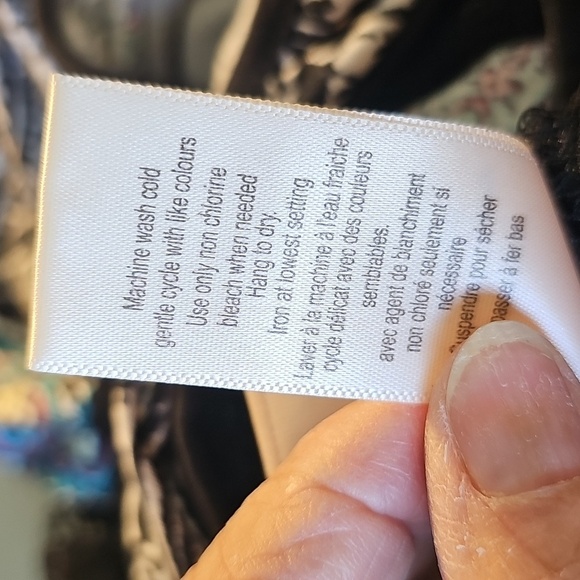 Machine wash cold
gentle cycle with like colours
Use only non chlorine
bleach when needed
Hang to dry.
Iron at lowest setting
Laver à la machine à l'eau fraîche
cycle délicat avec des couleurs
semblables.
avec agent de blanchiment
non chloré seulement si
nécessaire
Suspendre pour sécher
passer à fer bas